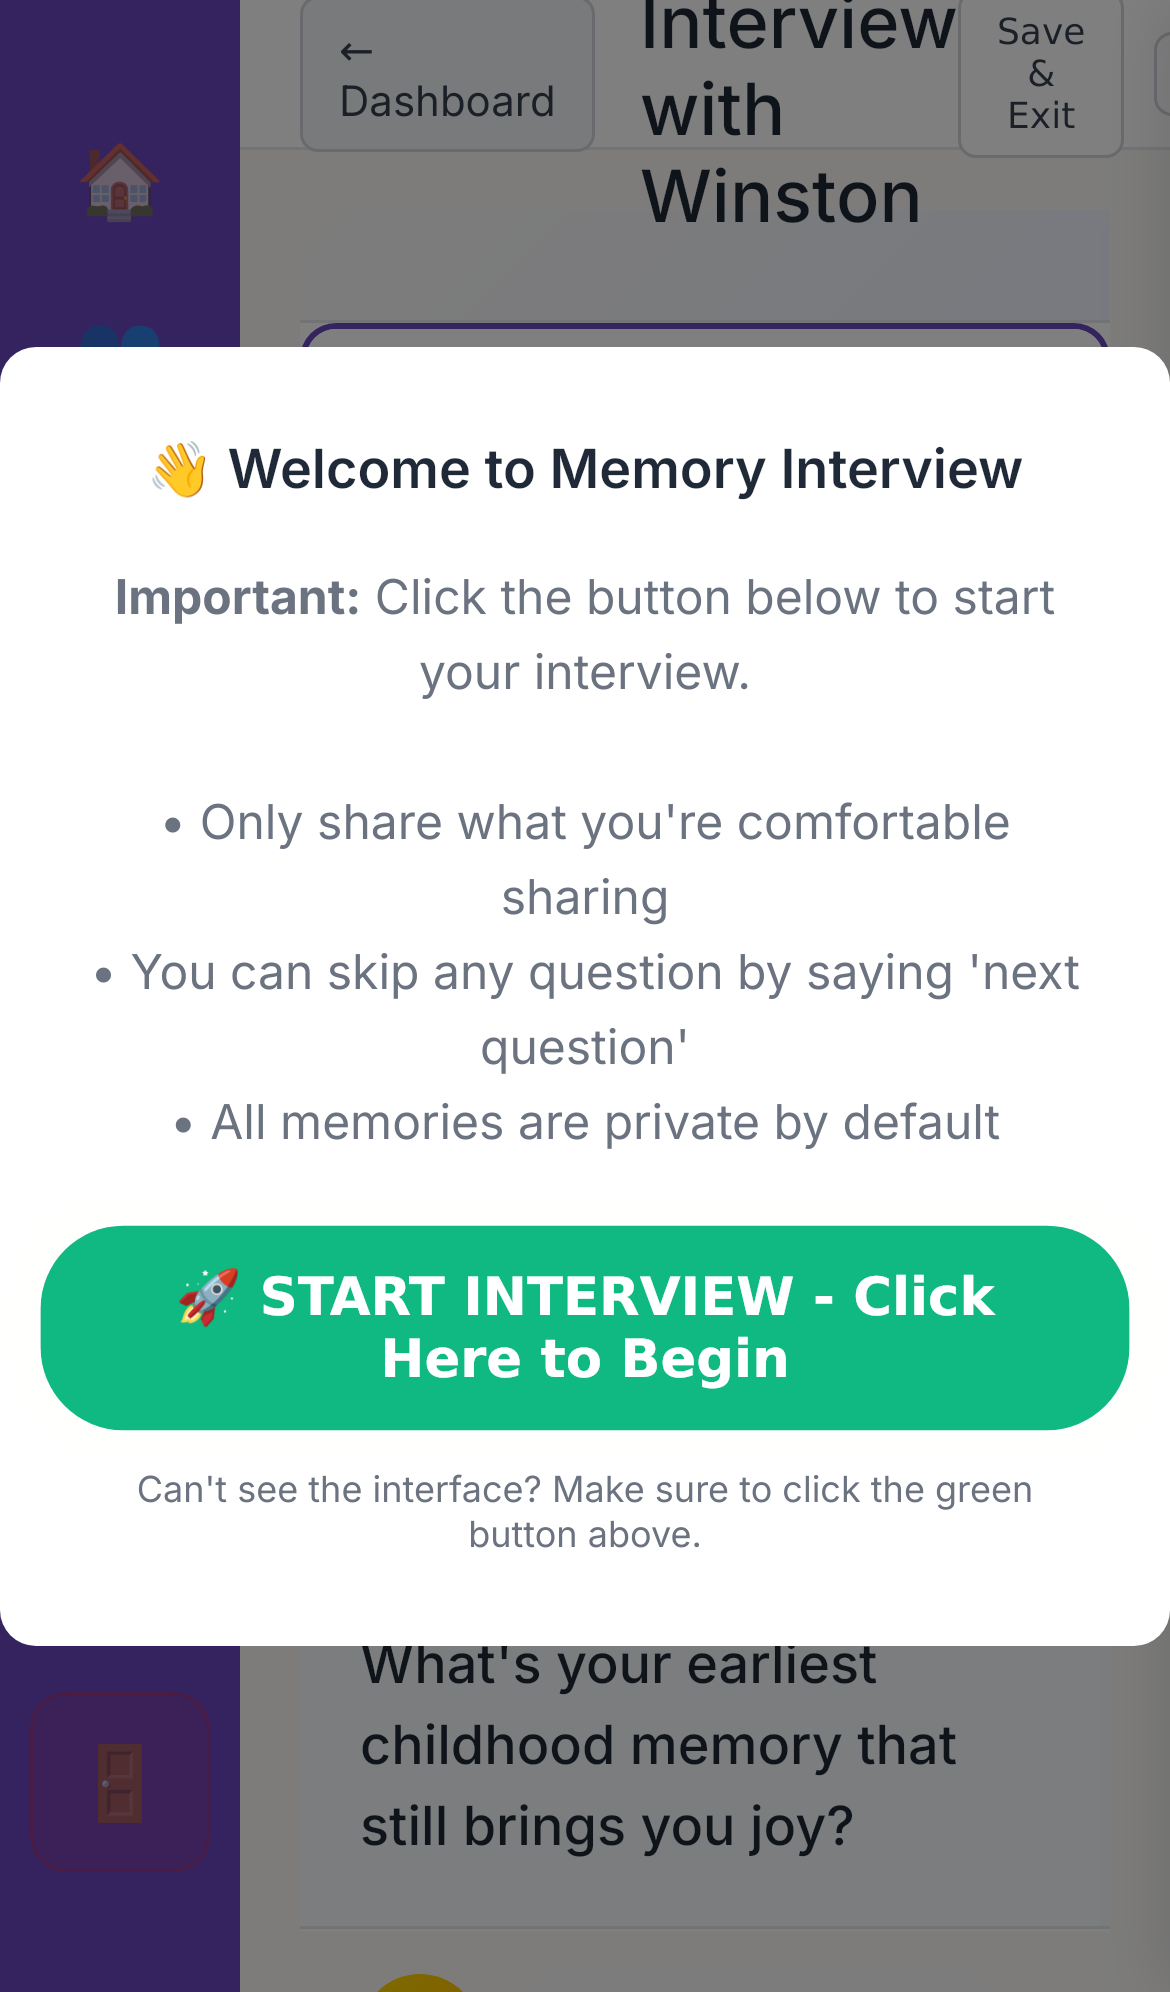 ←
Dashboard
Interview
with
Winston
Save
&
Exit
👋 Welcome to Memory Interview
Important: Click the button below to start
your interview.
• Only share what you're comfortable
sharing
• You can skip any question by saying 'next
question'
• All memories are private by default
🚀 START INTERVIEW - Click
Here to Begin
Can't see the interface? Make sure to click the green
button above.
What's your earliest
childhood memory that
still brings you joy?